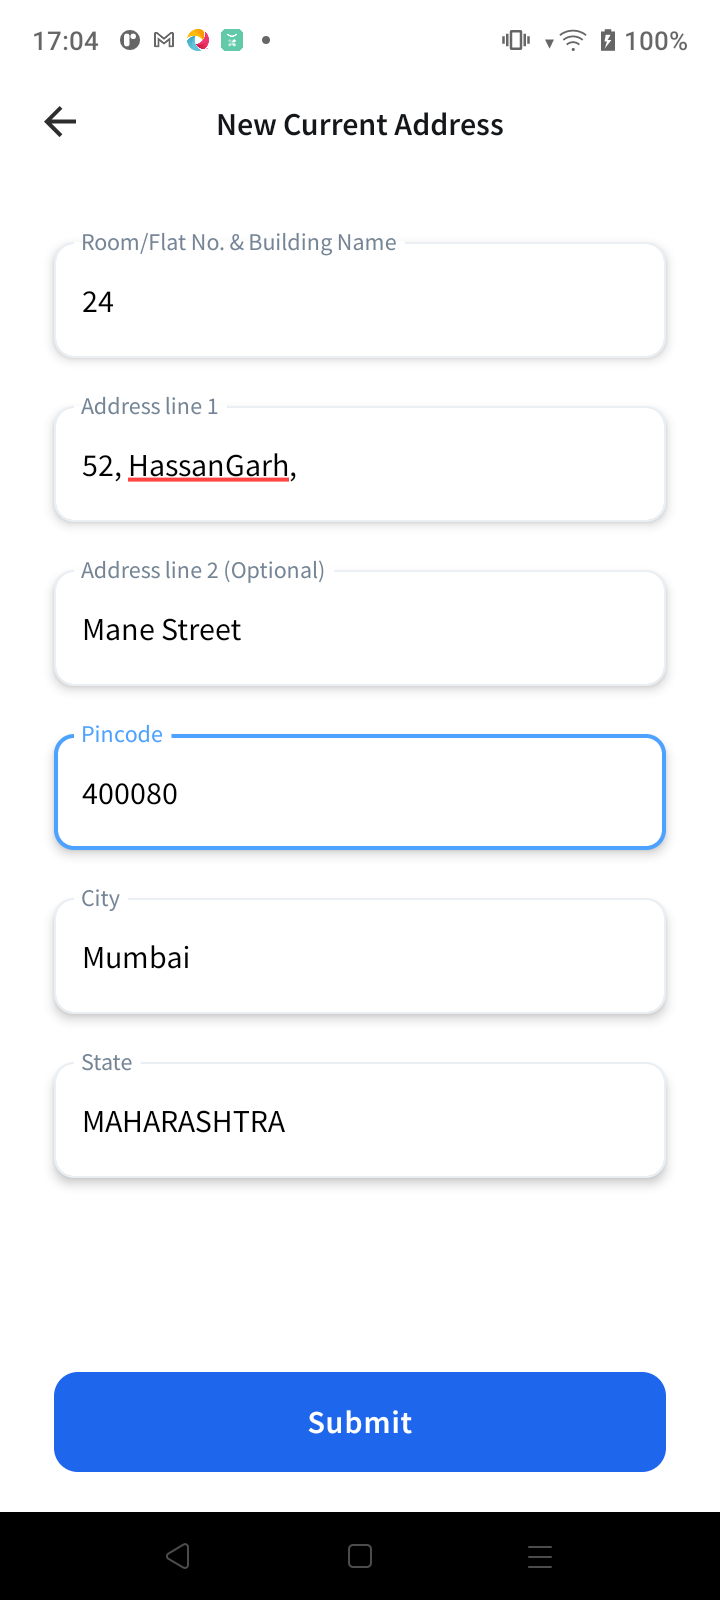 17:04
100%
New Current Address
Room/Flat No. & Building Name
24
Address line 1
52, HassanGarh,
Address line 2 (Optional)
Mane Street
Pincode
400080
City
Mumbai
State
MAHARASHTRA
Submit